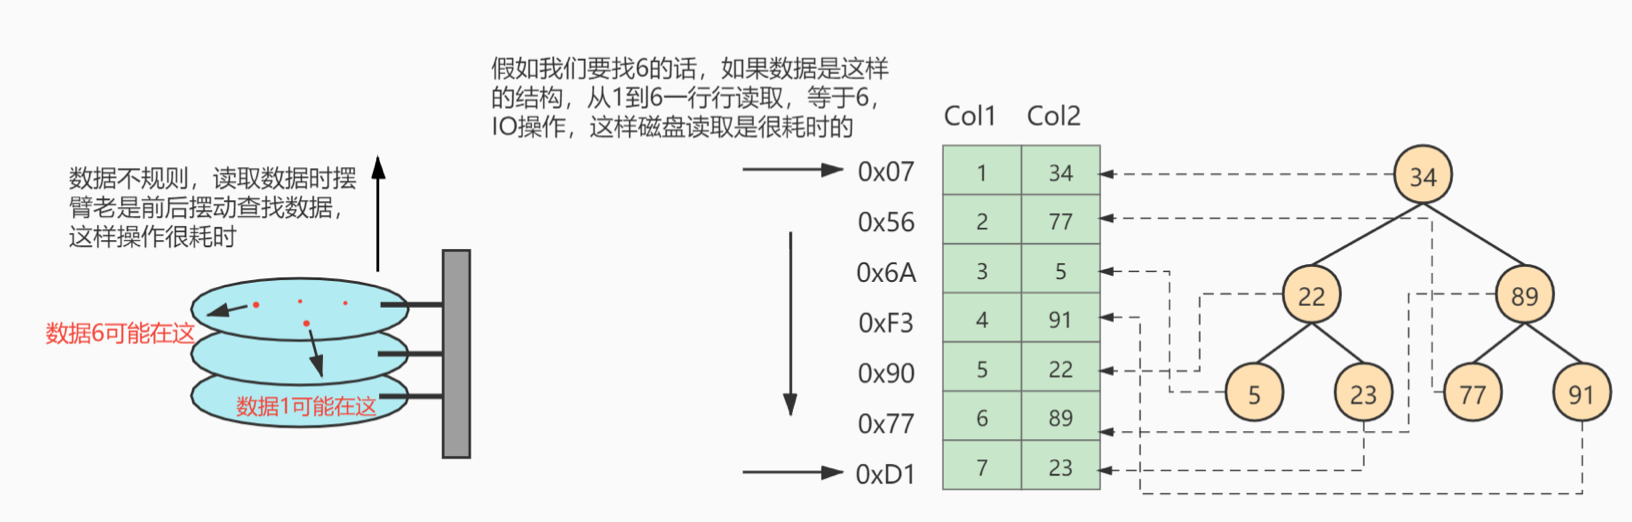 假如我们要找6的话，如果数据是这样
的结构，从1到6一行行读取，等于6，
IO操作，这样磁盘读取是很耗时的
数据不规则，读取数据时摆
臂老是前后摆动查找数据，
这样操作很耗时
数据6可能在这
数据1可能在这
Col1 Col2
0x07 1 34
0x56 2 77
0x6A 3 5
0xF3 4 91
0x90 5 22
0x77 6 89
0xD1 7 23
34
22 89
5 23 77 91